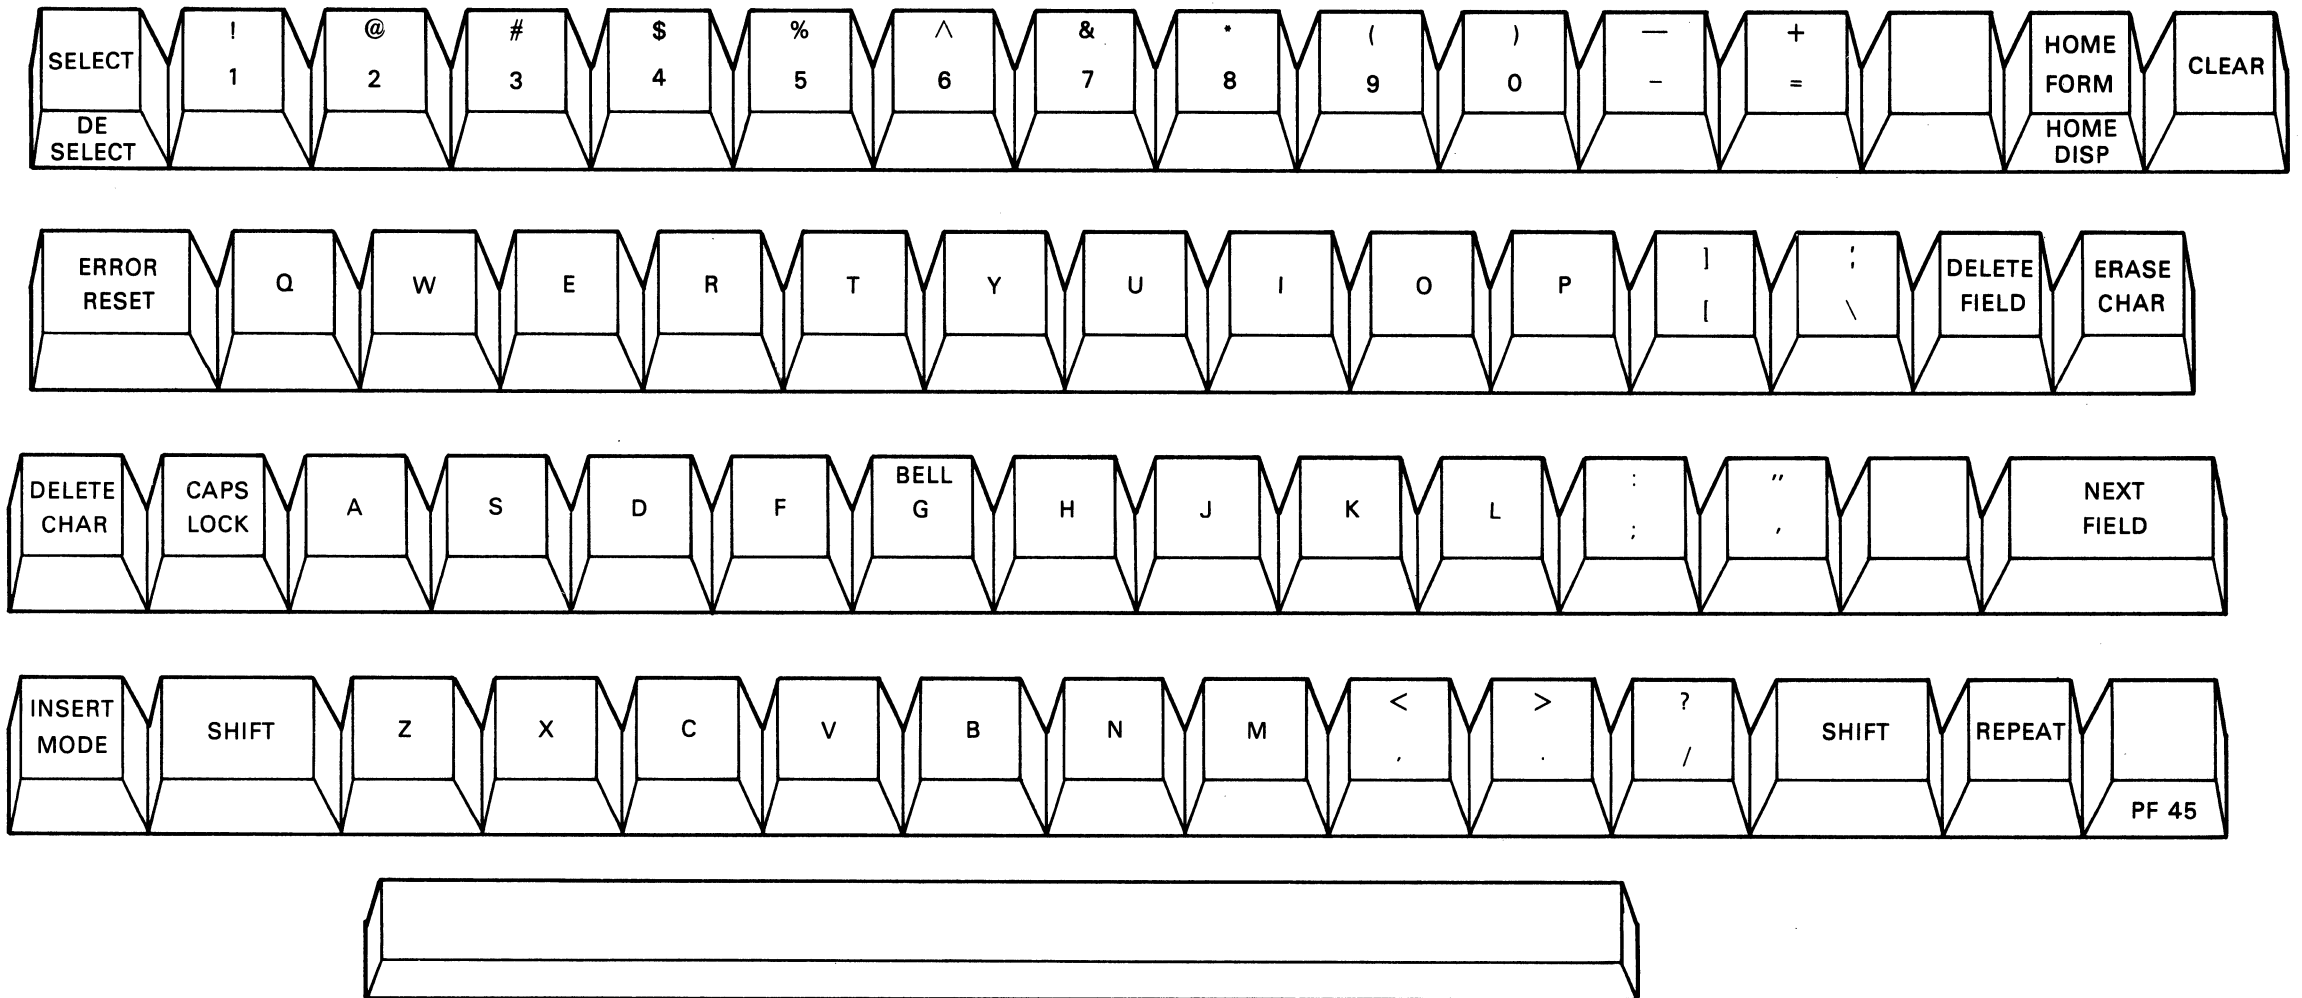 SELECT
DE
SELECT
!
1
@
2
#
3
$
4
%
5
^
6
&
7
*
8
(
9
)
0
—
–
+
=
HOME
FORM
HOME
DISP
CLEAR
ERROR
RESET
Q
W
E
R
T
Y
U
I
O
P
]
[
¦
\
DELETE
FIELD
ERASE
CHAR
DELETE
CHAR
CAPS
LOCK
A
S
D
F
BELL
G
H
J
K
L
:
;
"
'
NEXT
FIELD
INSERT
MODE
SHIFT
Z
X
C
V
B
N
M
<
,
>
.
?
/
SHIFT
REPEAT
PF 45